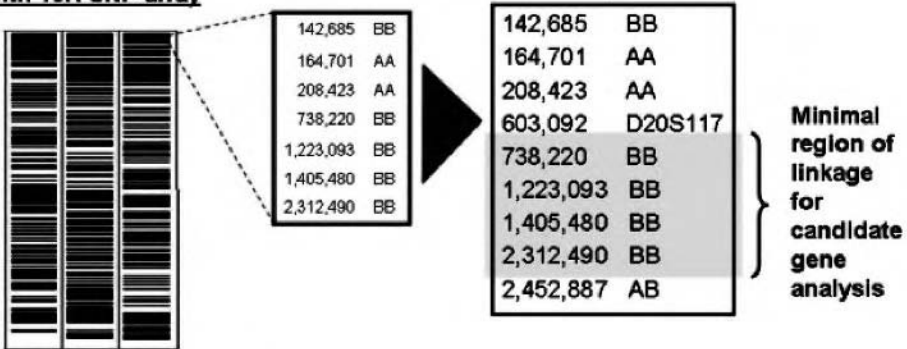 142,685 BB
164,701 AA
208,423 AA
738,220 BB
1,223,093 BB
1,405,480 BB
2,312,490 BB
142,685 BB
164,701 AA
208,423 AA
603,092 D20S117
738,220 BB
1,223,093 BB
1,405,480 BB
2,312,490 BB
2,452,887 AB
Minimal
region of
linkage
for
candidate
gene
analysis